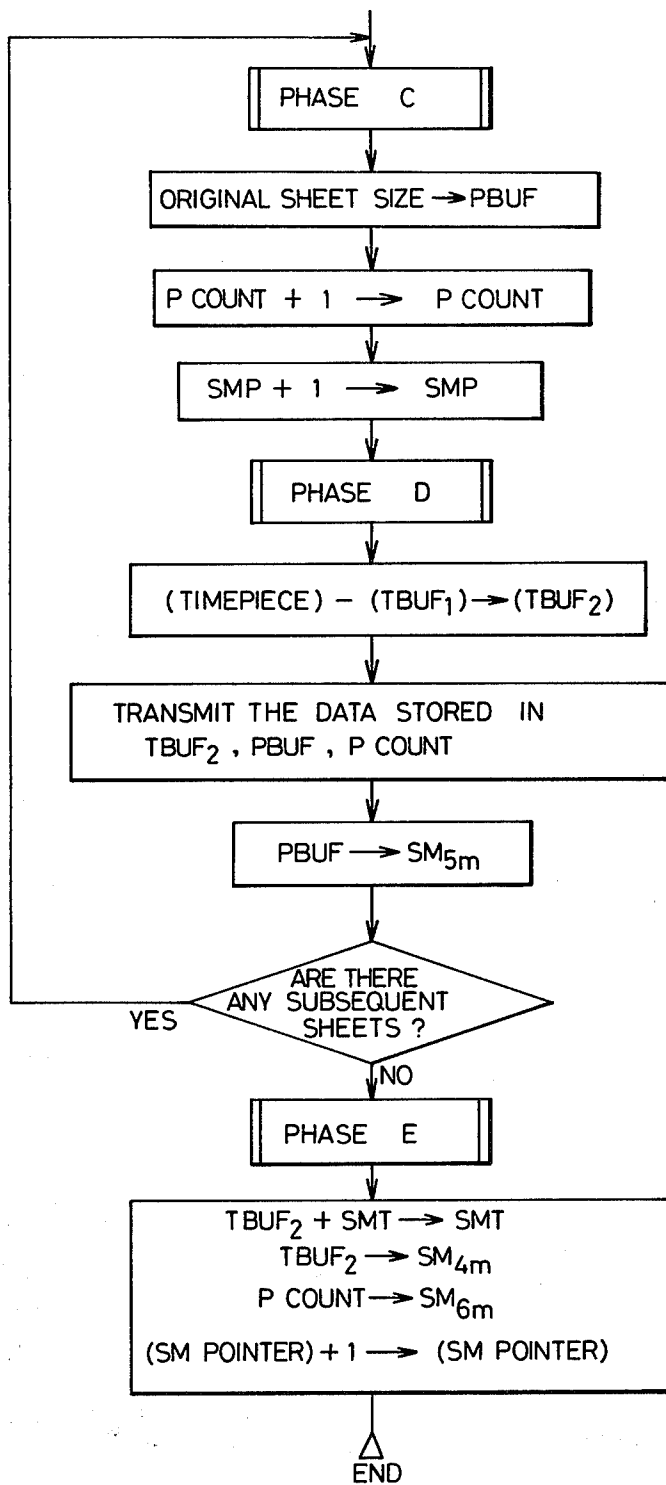 PHASE C
ORIGINAL SHEET SIZE → PBUF
P COUNT + 1 → P COUNT
SMP + 1 → SMP
PHASE D
(TIMEPIECE) – (TBUF1) → (TBUF2)
TRANSMIT THE DATA STORED IN
TBUF2 , PBUF , P COUNT
PBUF → SM5m
ARE THERE
ANY SUBSEQUENT
SHEETS ?
YES
NO
PHASE E
TBUF2 + SMT → SMT
TBUF2 → SM4m
P COUNT → SM6m
(SM POINTER) + 1 → (SM POINTER)
END